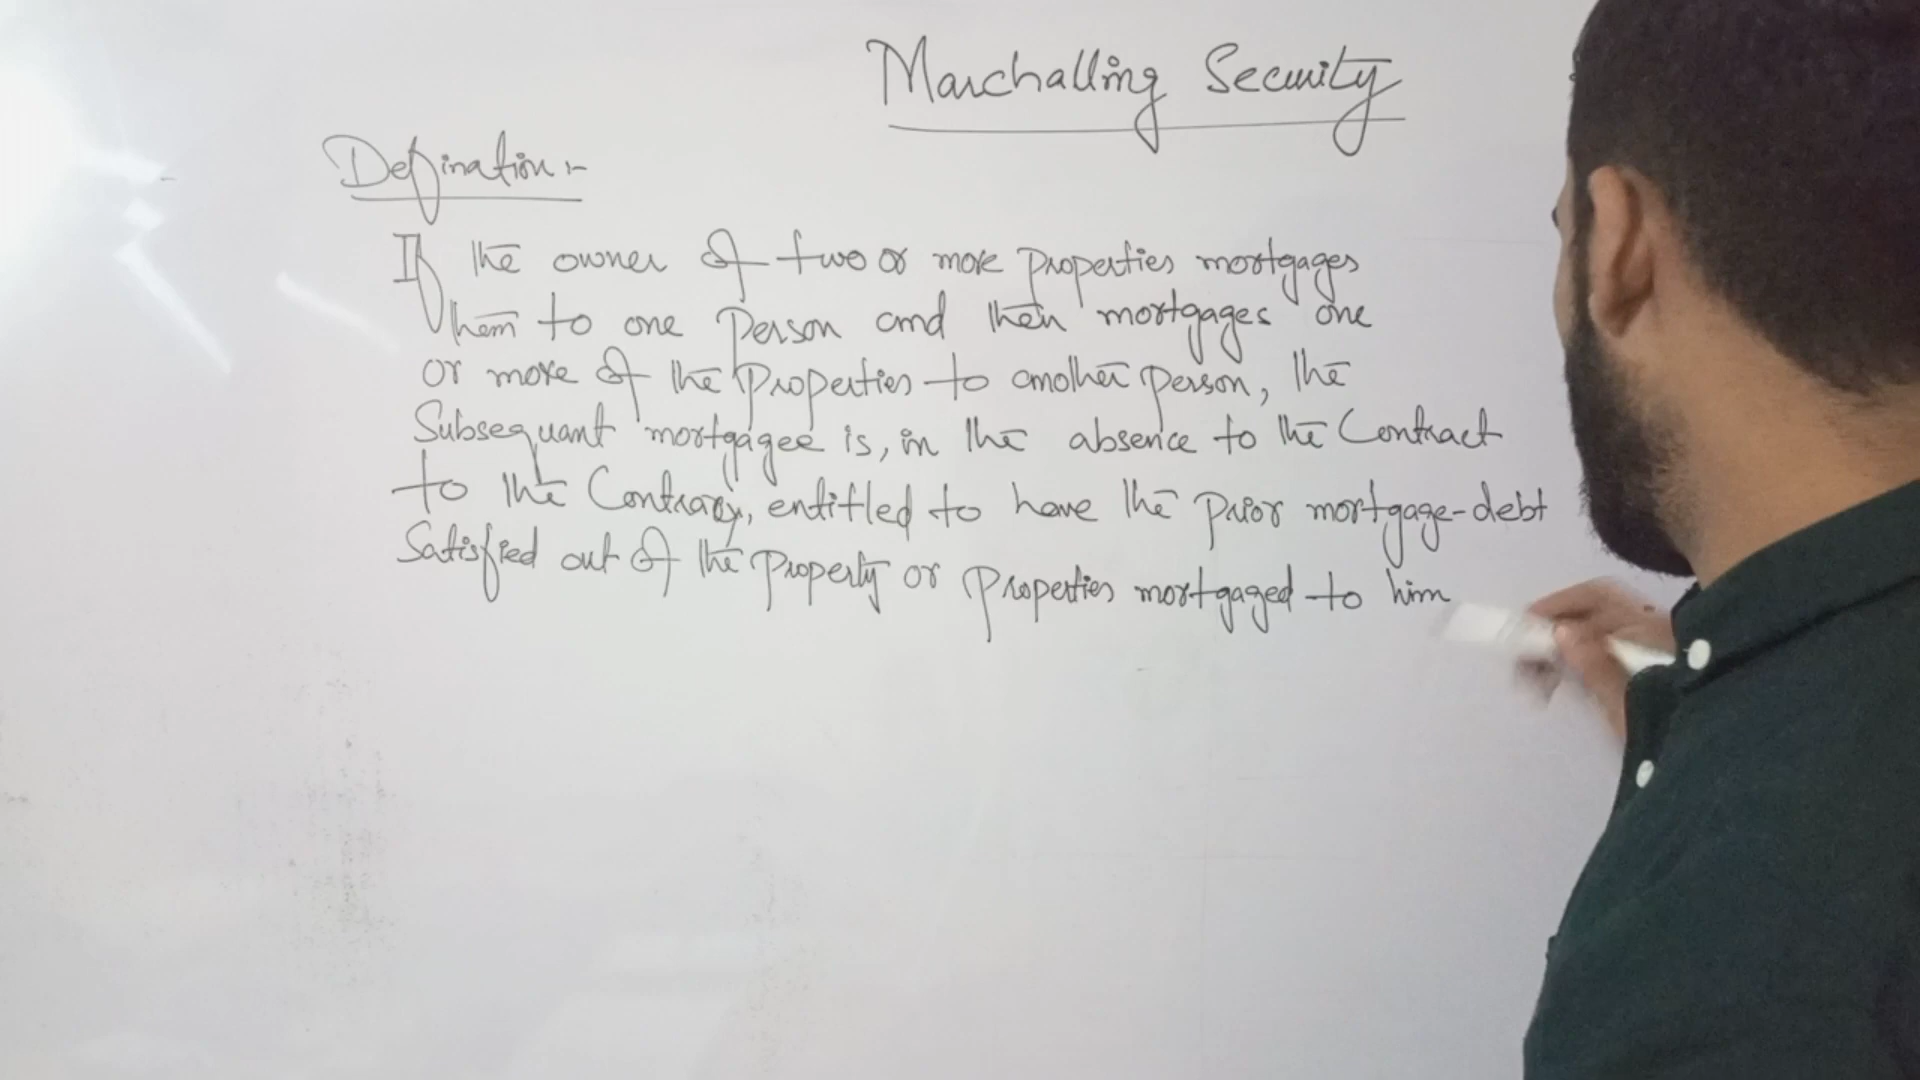 Marchalling Security
Defination :-
If the owner of two or more properties mortgages
them to one person and then mortgages one
or more of the properties to another person, the
Subsequant mortgagee is, in the absence to the Contract
to the Contrary, entitled to have the prior mortgage-debt
Satisfied out of the property or properties mortgaged to him